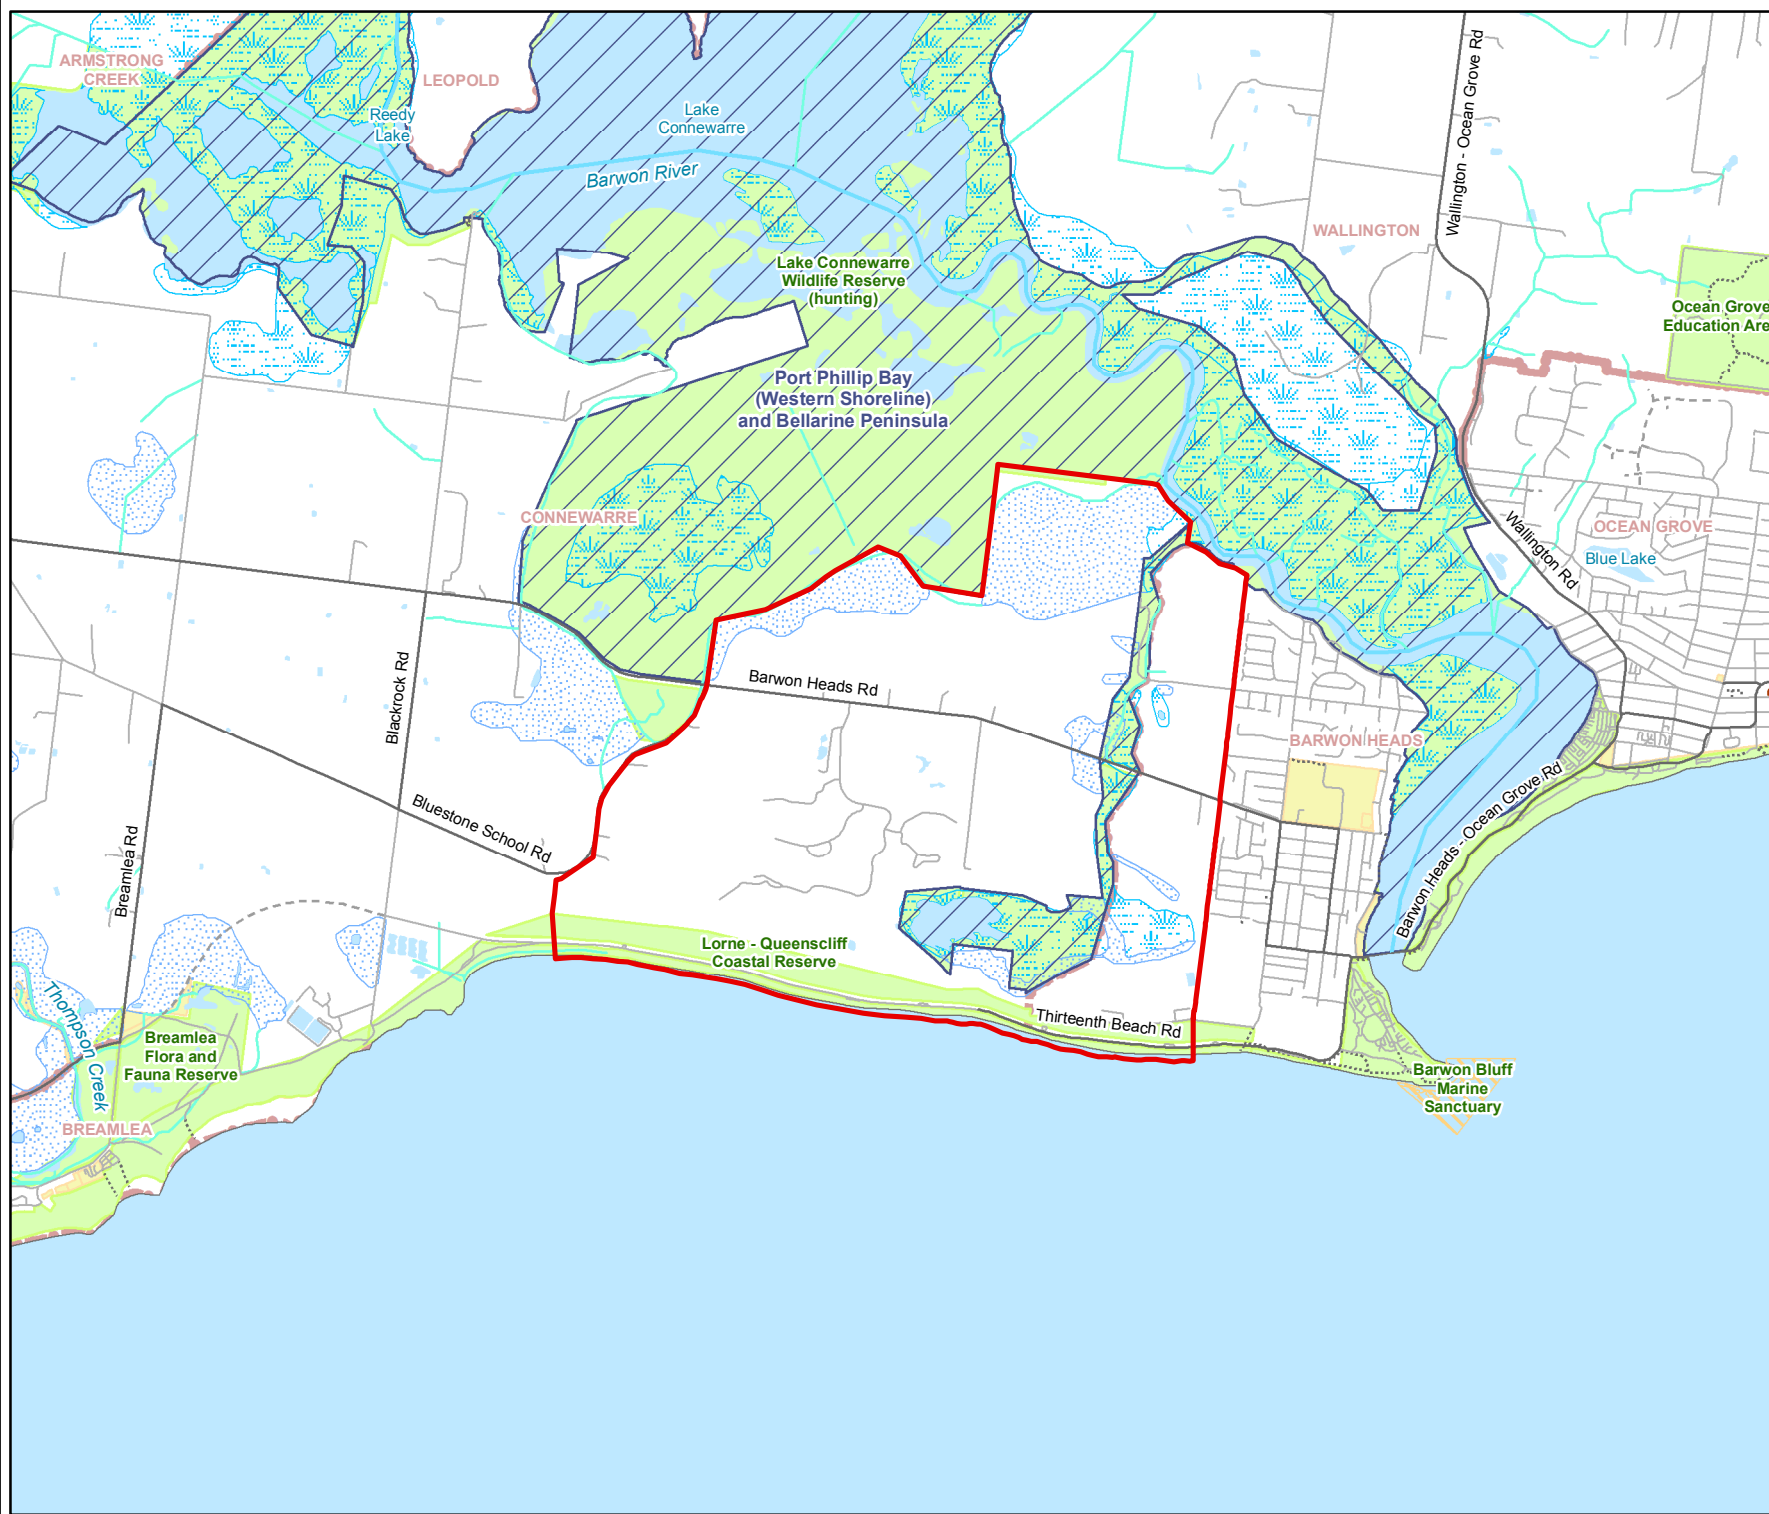 ARMSTRONG
CREEK
LEOPOLD
Reedy
Lake
Lake
Connewarre
Barwon River
Wallington - Ocean Grove Rd
WALLINGTON
Lake Connewarre
Wildlife Reserve
(hunting)
Ocean Grove
Education Are
Port Phillip Bay
(Western Shoreline)
and Bellarine Peninsula
CONNEWARRE
OCEAN GROVE
Wallington Rd
Blue Lake
Blackrock Rd
Barwon Heads Rd
BARWON HEADS
Bluestone School Rd
Breamlea Rd
Barwon Heads - Ocean Grove Rd
Lorne - Queenscliff
Coastal Reserve
Thompson Creek
Thirteenth Beach Rd
Breamlea
Flora and
Fauna Reserve
Barwon Bluff
Marine
Sanctuary
BREAMLEA